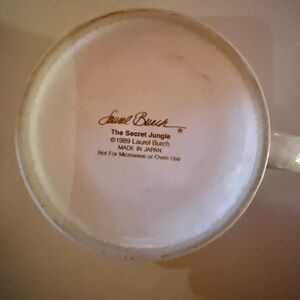 Laurel Burch ®
The Secret Jungle
©1989 Laurel Burch
MADE IN JAPAN
Not For Microwave or Oven Use